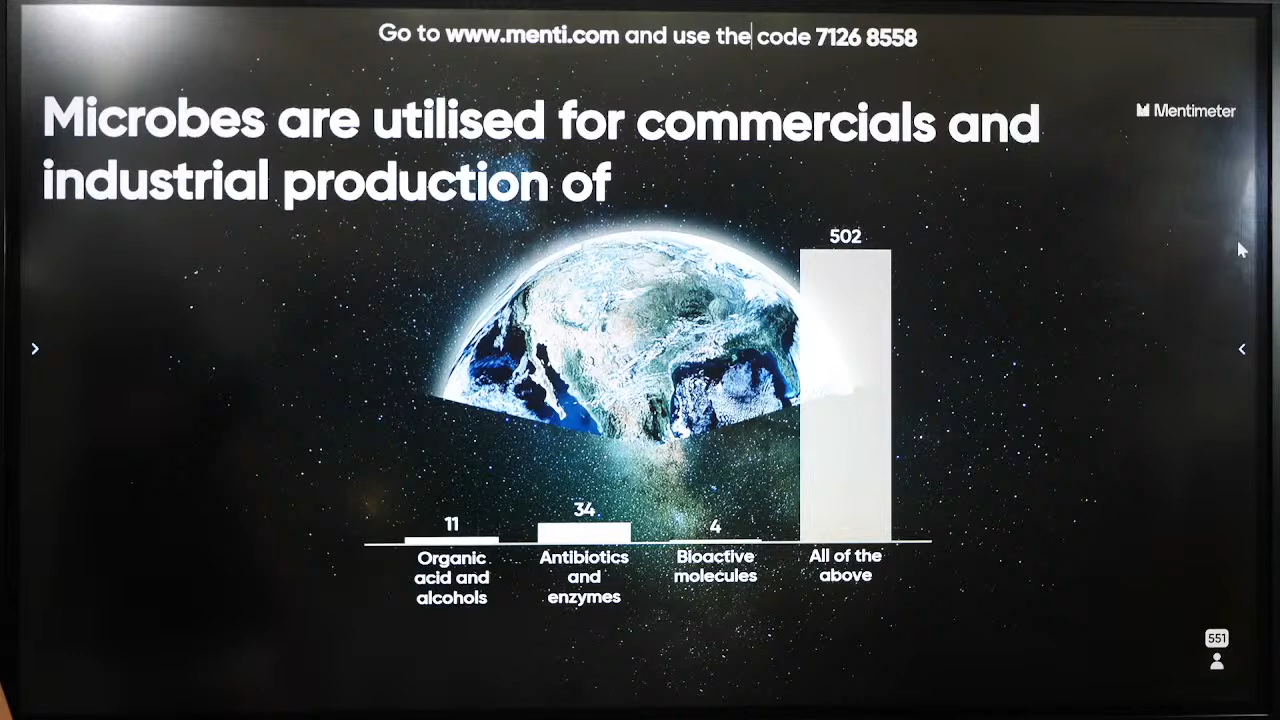 Go to www.menti.com and use the code 7126 8558
Microbes are utilised for commercials and
industrial production of
Mentimeter
502
11
34
4
Organic
acid and
alcohols
Antibiotics
and
enzymes
Bioactive
molecules
All of the
above
551